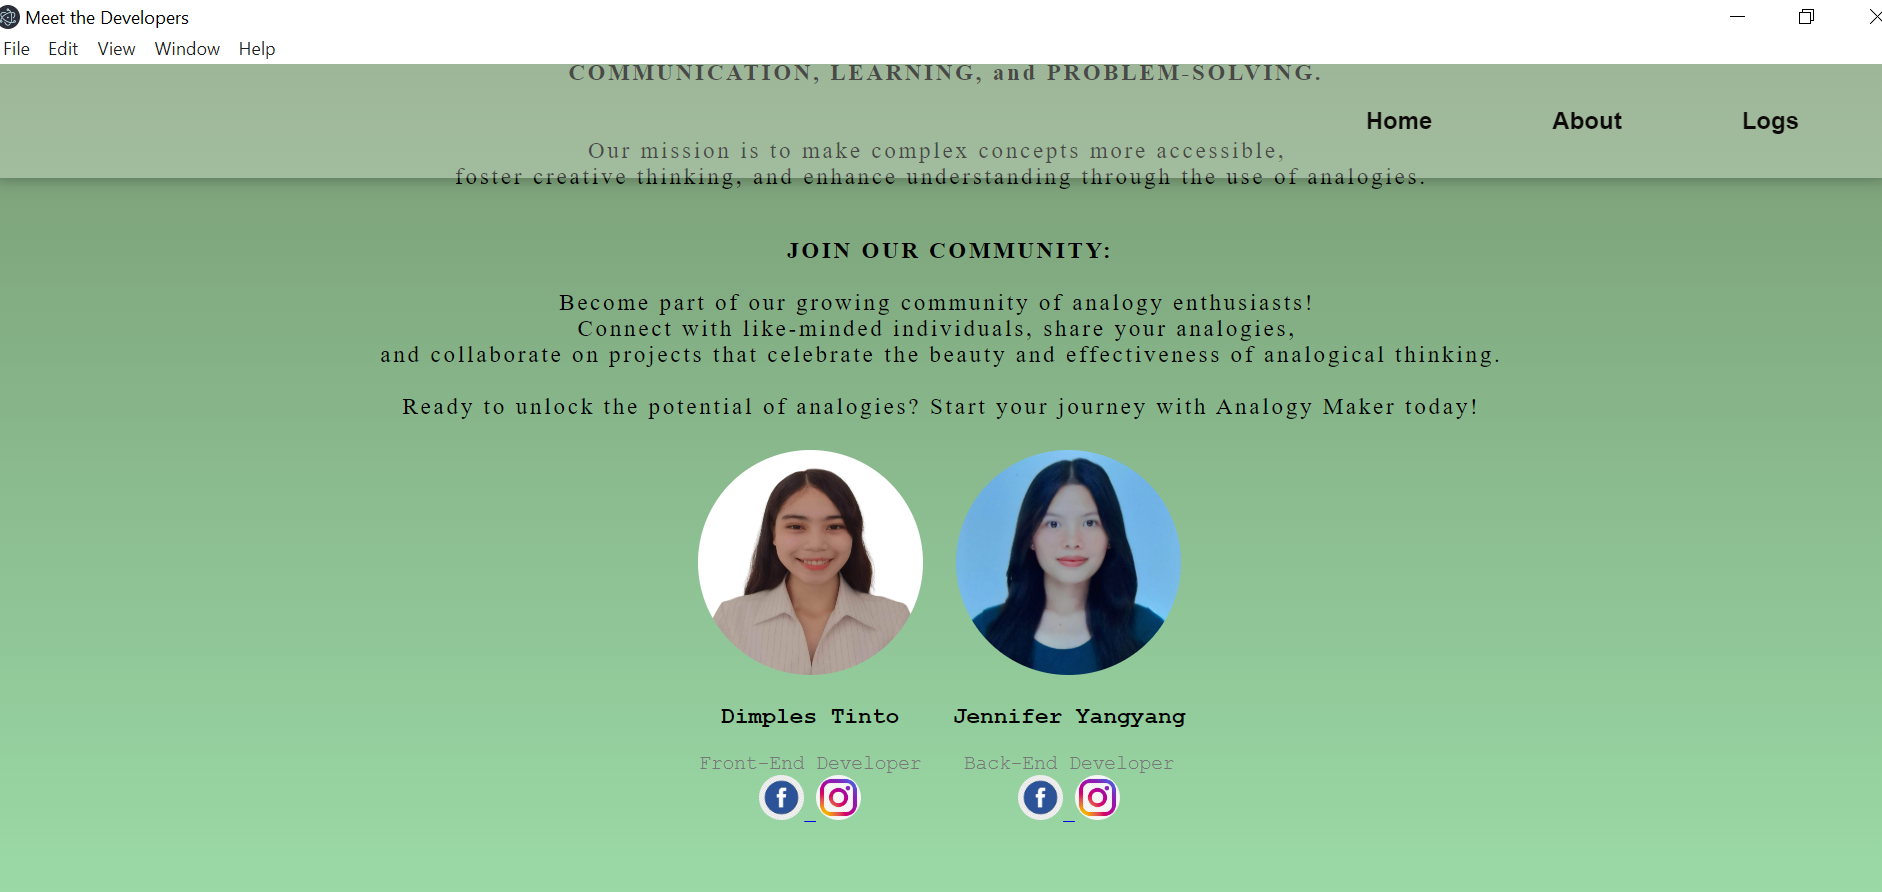 Meet the Developers
File Edit View Window Help
COMMUNICATION, LEARNING, and PROBLEM-SOLVING.
Home About Logs
Our mission is to make complex concepts more accessible,
foster creative thinking, and enhance understanding through the use of analogies.
JOIN OUR COMMUNITY:
Become part of our growing community of analogy enthusiasts!
Connect with like-minded individuals, share your analogies,
and collaborate on projects that celebrate the beauty and effectiveness of analogical thinking.
Ready to unlock the potential of analogies? Start your journey with Analogy Maker today!
Dimples Tinto Jennifer Yangyang
Front-End Developer Back-End Developer